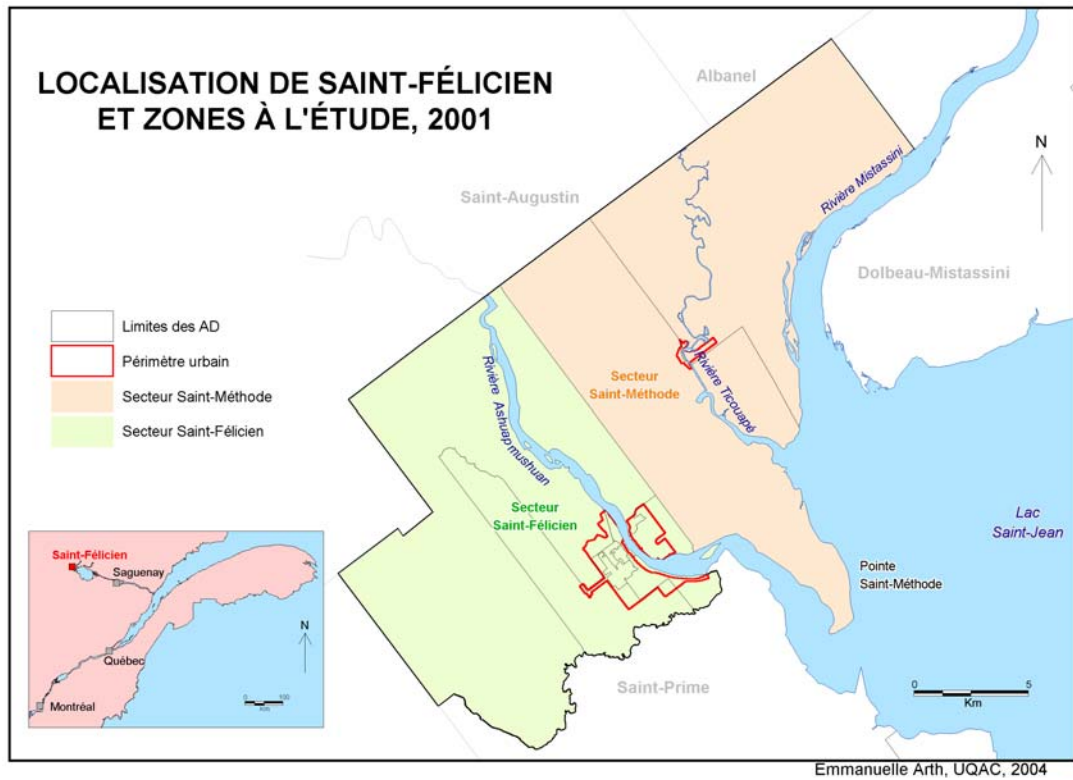 LOCALISATION DE SAINT-FÉLICIEN
ET ZONES À L'ÉTUDE, 2001
Albanel
N
Saint-Augustin
Rivière Mistassini
Dolbeau-Mistassini
Limites des AD
Périmètre urbain
Secteur Saint-Méthode
Secteur Saint-Félicien
Rivière Ashuapmushuan
Secteur
Saint-Méthode
Rivière Ticouapé
Secteur
Saint-Félicien
Lac
Saint-Jean
Pointe
Saint-Méthode
Saint-Prime
0 5
Km
Saint-Félicien
Saguenay
N
Québec
Montréal
0 100
Km
Emmanuelle Arth, UQAC, 2004